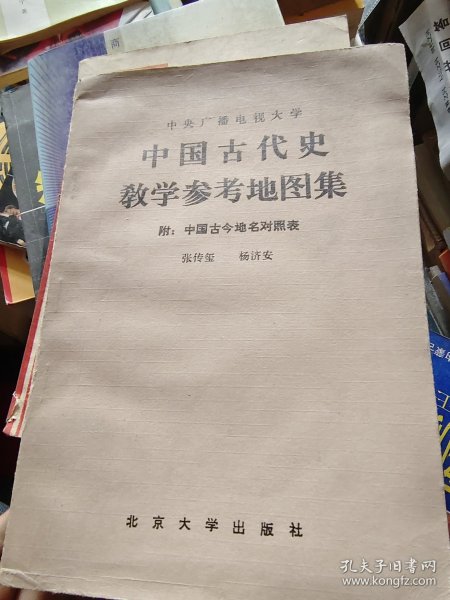 中央广播电视大学
中国古代史
教学参考地图集
附：中国古今地名对照表
张传玺 杨济安
北京大学出版社
商
孔夫子旧书网
www.kongfz.com